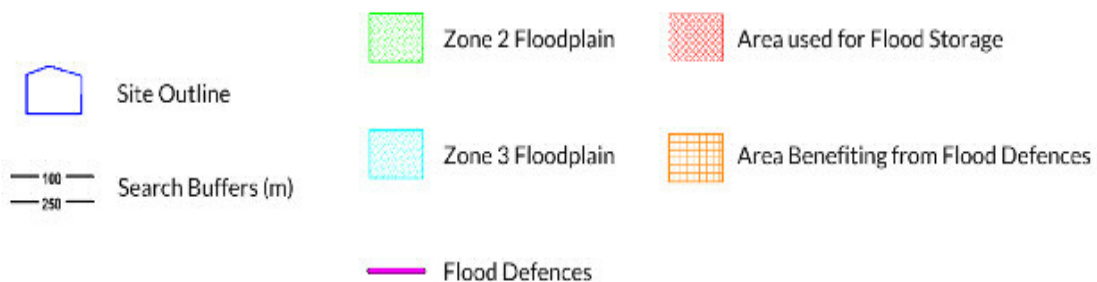 Site Outline
100
250
Search Buffers (m)
Zone 2 Floodplain
Zone 3 Floodplain
Flood Defences
Area used for Flood Storage
Area Benefiting from Flood Defences